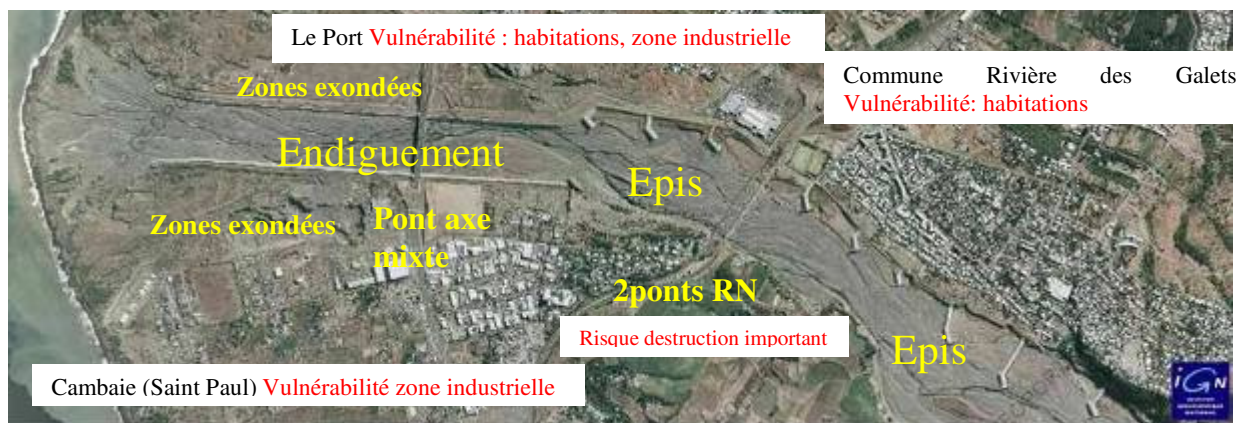 Le Port Vulnérabilité : habitations, zone industrielle
Commune Rivière des Galets
Vulnérabilité: habitations
Zones exondées
Endiguement
Epis
Zones exondées
Pont axe
mixte
2ponts RN
Risque destruction important
Epis
Cambaie (Saint Paul) Vulnérabilité zone industrielle
IGN